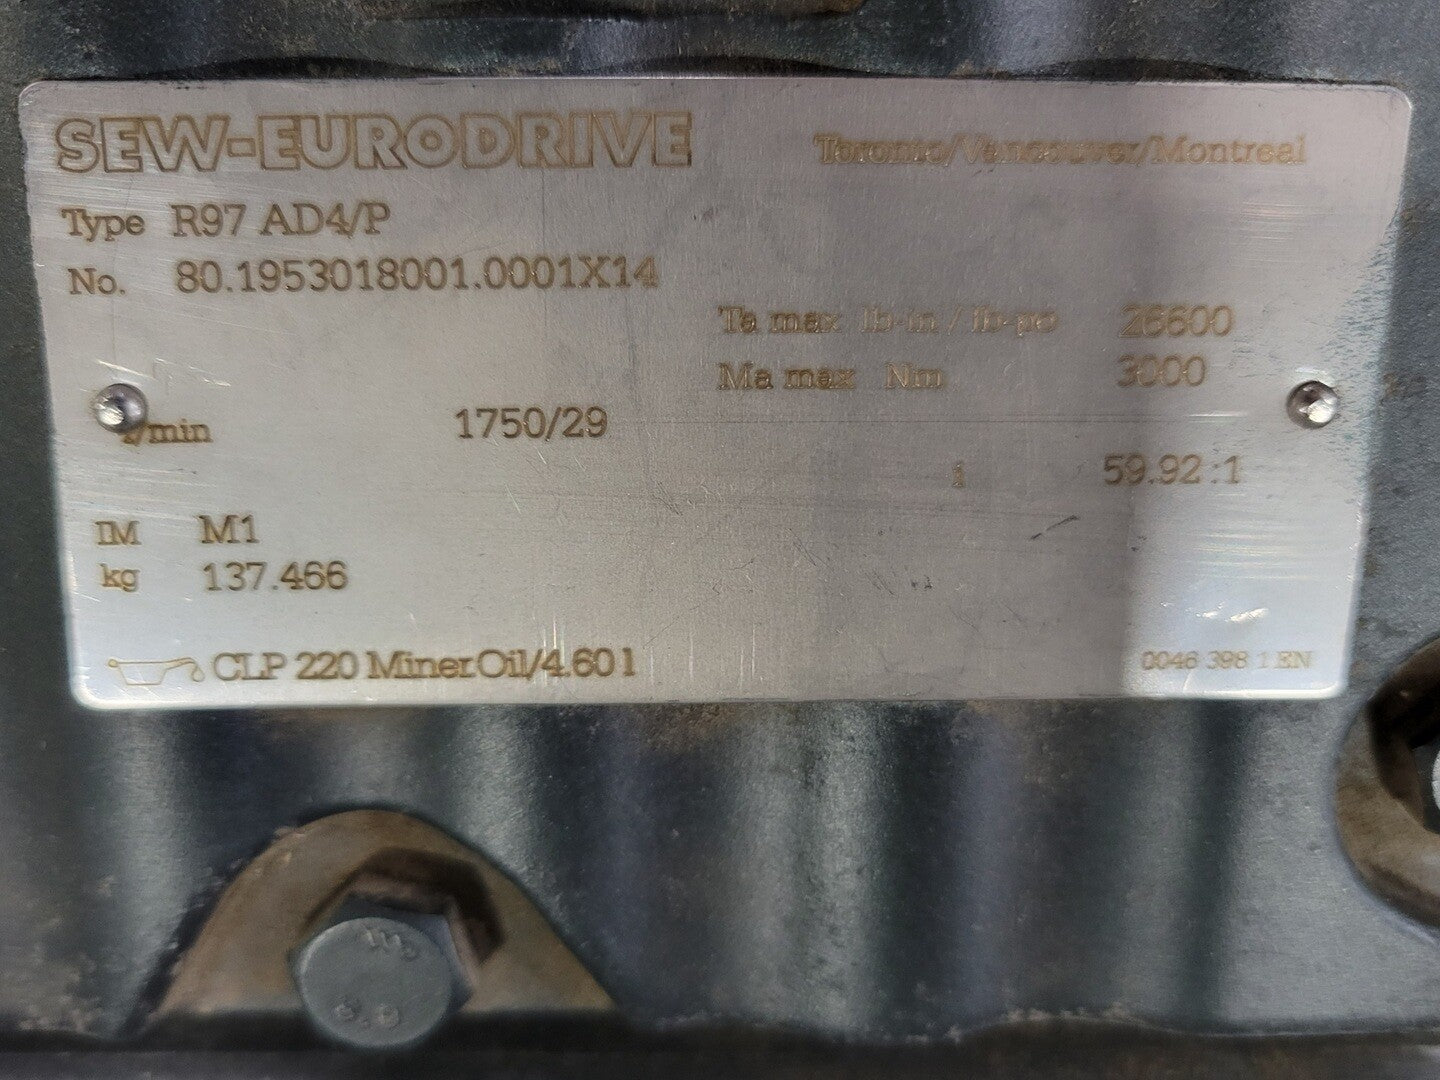 SEW-EURODRIVE
Toronto/Vancouver/Montreal
Type R97 AD4/P
No. 80.1953018001.0001X14
Ta max lb-in / lb-po 26600
Ma max Nm 3000
r/min 1750/29
i 59.92 :1
IM M1
kg 137.466
CLP 220 Miner.Oil/4.60 l
0046 398 1 EN
8.8